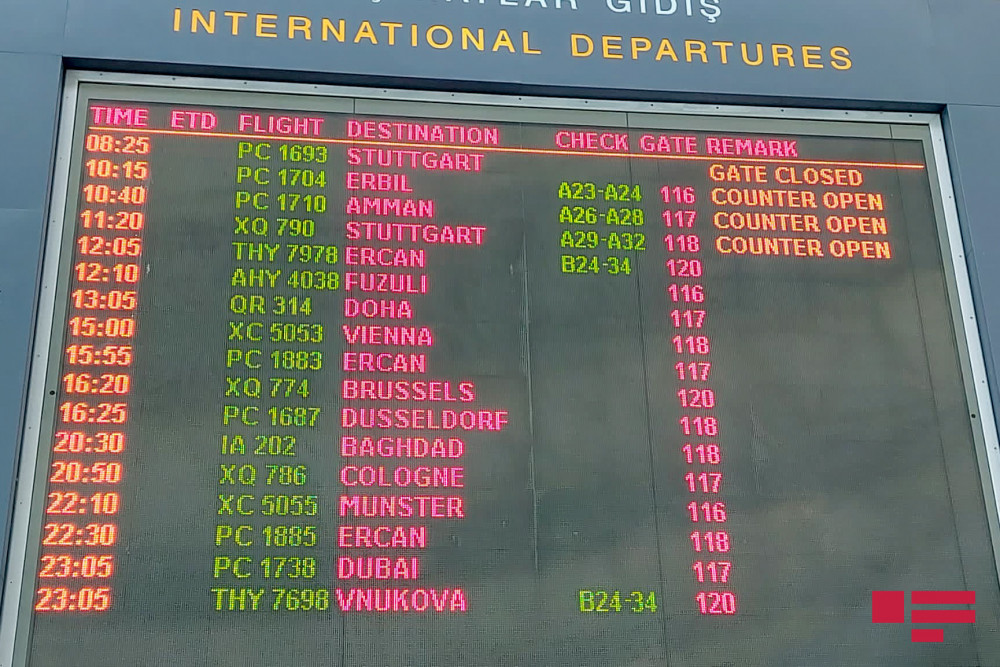 GİDİŞ
INTERNATIONAL DEPARTURES
TIME ETD FLIGHT DESTINATION CHECK GATE REMARK
08:25 PC 1693 STUTTGART GATE CLOSED
10:15 PC 1704 ERBIL A23-A24 116 COUNTER OPEN
10:40 PC 1710 AMMAN A26-A28 117 COUNTER OPEN
11:20 XQ 790 STUTTGART A29-A32 118 COUNTER OPEN
12:05 THY 7978 ERCAN B24-34 120
12:10 AHY 4038 FUZULI 116
13:05 QR 314 DOHA 117
15:00 XC 5053 VIENNA 118
15:55 PC 1883 ERCAN 117
16:20 XQ 774 BRUSSELS 120
16:25 PC 1687 DUSSELDORF 118
20:30 IA 202 BAGHDAD 118
20:50 XQ 786 COLOGNE 117
22:10 XC 5055 MUNSTER 116
22:30 PC 1885 ERCAN 118
23:05 PC 1738 DUBAI 117
23:05 THY 7698 VNUKOVA B24-34 120